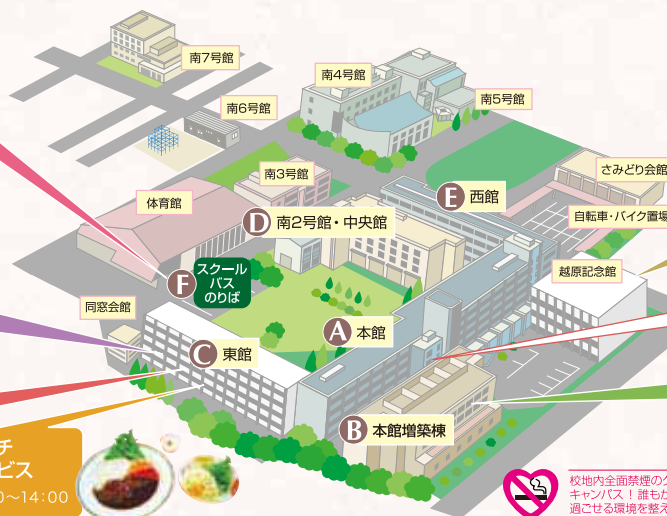 南7号館
南4号館
南6号館
南5号館
南3号館
さみどり会館
体育館
E 西館
D 南2号館・中央館
自転車・バイク置場
スクール
バス
F のりば
越原記念館
同窓会館
A 本館
C 東館
B 本館増築棟
チ
ビス
0～14:00
校地内全面禁煙のク
キャンパス！誰もが
過ごせる環境を整え